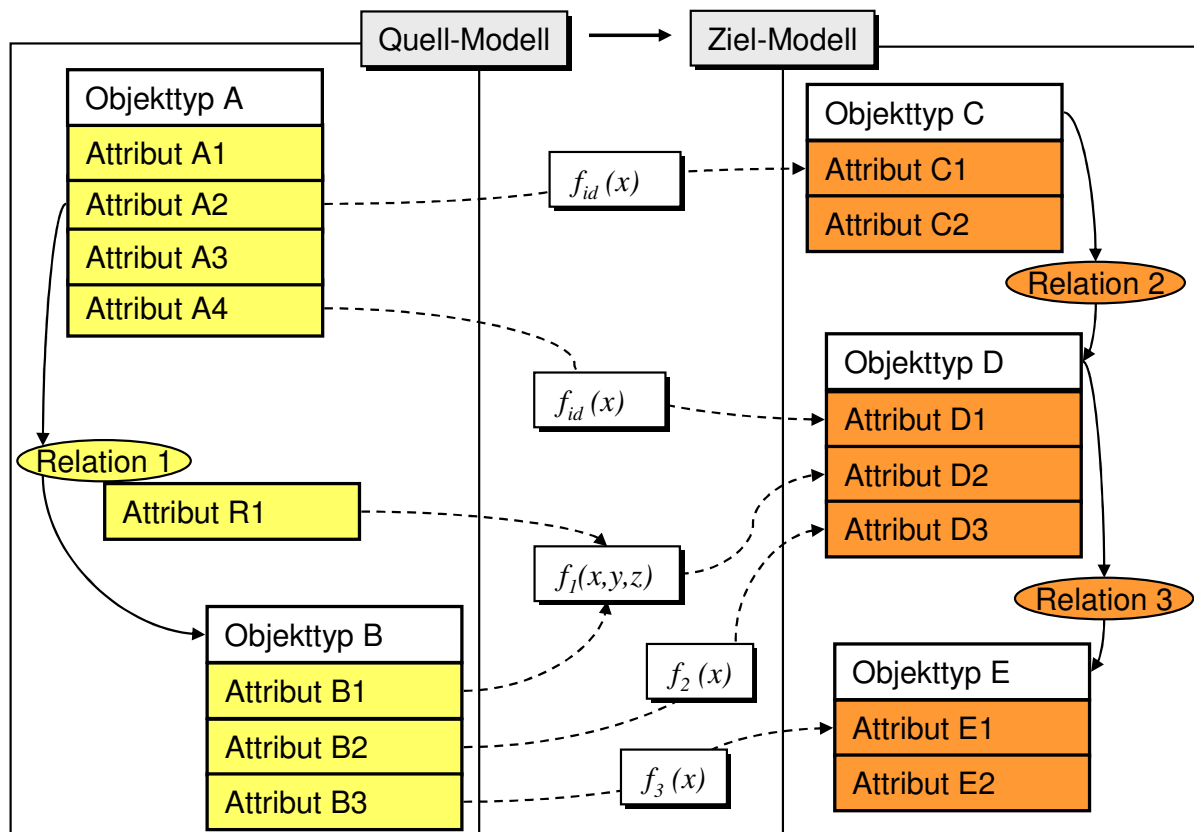 Quell-Modell
Ziel-Modell
Objekttyp A
Attribut A1
Attribut A2
Attribut A3
Attribut A4
Relation 1
Attribut R1
Objekttyp B
Attribut B1
Attribut B2
Attribut B3
f_id (x)
f_id (x)
f_1(x,y,z)
f_2 (x)
f_3 (x)
Objekttyp C
Attribut C1
Attribut C2
Relation 2
Objekttyp D
Attribut D1
Attribut D2
Attribut D3
Relation 3
Objekttyp E
Attribut E1
Attribut E2